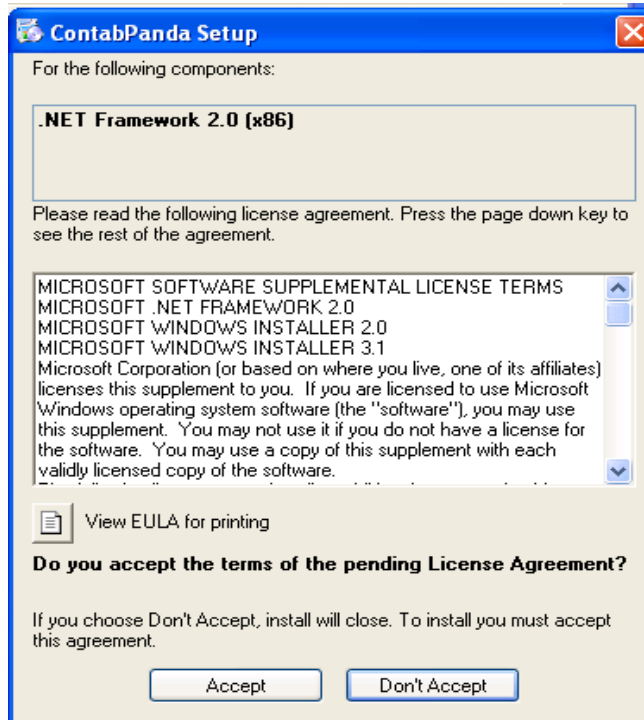 ContabPanda Setup
For the following components:
.NET Framework 2.0 (x86)
Please read the following license agreement. Press the page down key to
see the rest of the agreement.
MICROSOFT SOFTWARE SUPPLEMENTAL LICENSE TERMS
MICROSOFT .NET FRAMEWORK 2.0
MICROSOFT WINDOWS INSTALLER 2.0
MICROSOFT WINDOWS INSTALLER 3.1
Microsoft Corporation (or based on where you live, one of its affiliates)
licenses this supplement to you.  If you are licensed to use Microsoft
Windows operating system software (the "software"), you may use
this supplement.  You may not use it if you do not have a license for
the software.  You may use a copy of this supplement with each
validly licensed copy of the software.
View EULA for printing
Do you accept the terms of the pending License Agreement?
If you choose Don't Accept, install will close. To install you must accept
this agreement.
Accept
Don't Accept